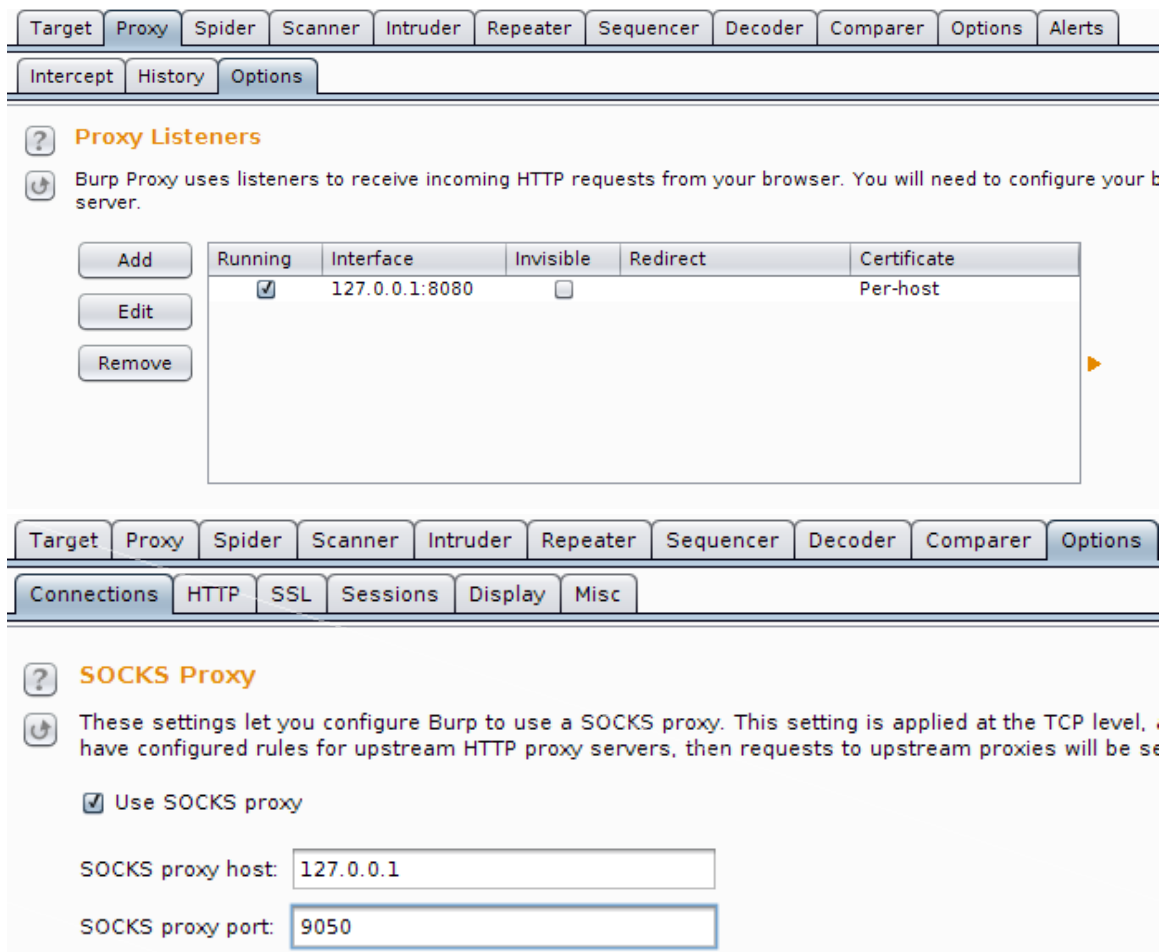 Target Proxy Spider Scanner Intruder Repeater Sequencer Decoder Comparer Options Alerts
Intercept History Options
? Proxy Listeners
Burp Proxy uses listeners to receive incoming HTTP requests from your browser. You will need to configure your
server.
Add
Edit
Remove
Running Interface Invisible Redirect Certificate
127.0.0.1:8080 Per-host
Target Proxy Spider Scanner Intruder Repeater Sequencer Decoder Comparer Options
Connections HTTP SSL Sessions Display Misc
? SOCKS Proxy
These settings let you configure Burp to use a SOCKS proxy. This setting is applied at the TCP level,
have configured rules for upstream HTTP proxy servers, then requests to upstream proxies will be
Use SOCKS proxy
SOCKS proxy host: 127.0.0.1
SOCKS proxy port: 9050